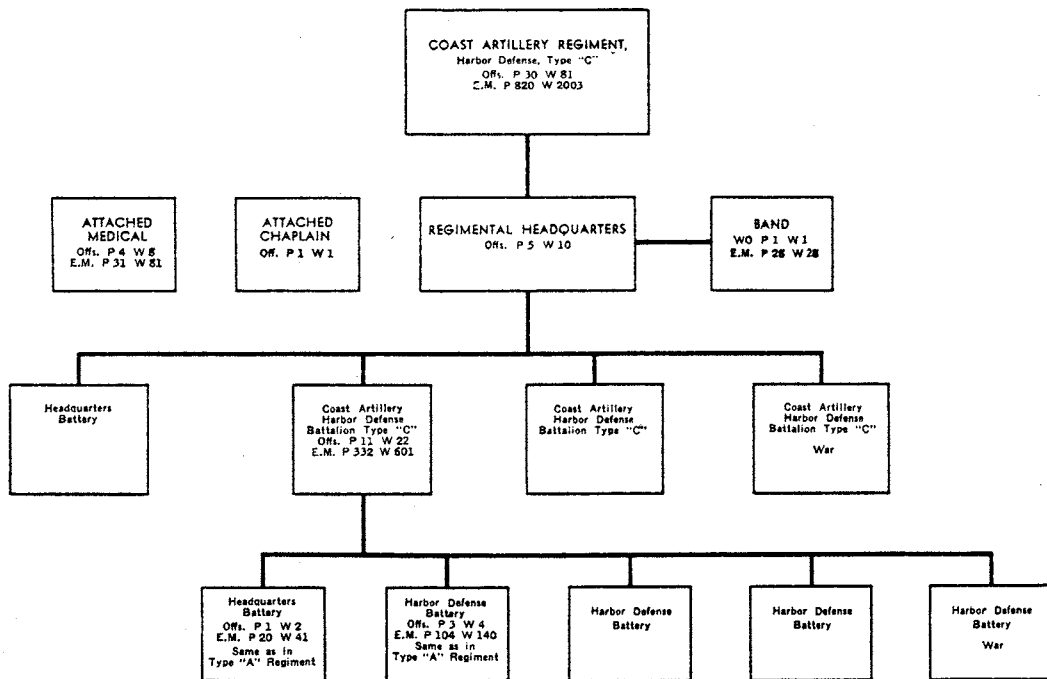 COAST ARTILLERY REGIMENT,
Harbor Defense, Type "C"
Offs. P 30 W 81
E.M. P 820 W 2003
ATTACHED
MEDICAL
Offs. P 4 W 8
E.M. P 31 W 81
ATTACHED
CHAPLAIN
Off. P 1 W 1
REGIMENTAL HEADQUARTERS
Offs. P 5 W 10
BAND
WO P 1 W 1
E.M. P 28 W 28
Headquarters
Battery
Coast Artillery
Harbor Defense
Battalion Type "C"
Offs. P 11 W 22
E.M. P 332 W 601
Coast Artillery
Harbor Defense
Battalion Type "C"
Coast Artillery
Harbor Defense
Battalion Type "C"
War
Headquarters
Battery
Offs. P 1 W 2
E.M. P 20 W 41
Same as in
Type "A" Regiment
Harbor Defense
Battery
Offs. P 3 W 4
E.M. P 104 W 140
Same as in
Type "A" Regiment
Harbor Defense
Battery
Harbor Defense
Battery
Harbor Defense
Battery
War